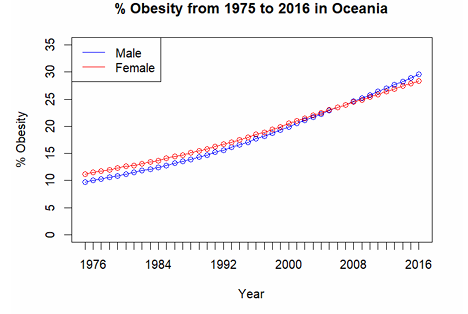 % Obesity from 1975 to 2016 in Oceania
Male
Female
35
30
25
20
15
10
5
0
% Obesity
1976 1984 1992 2000 2008 2016
Year